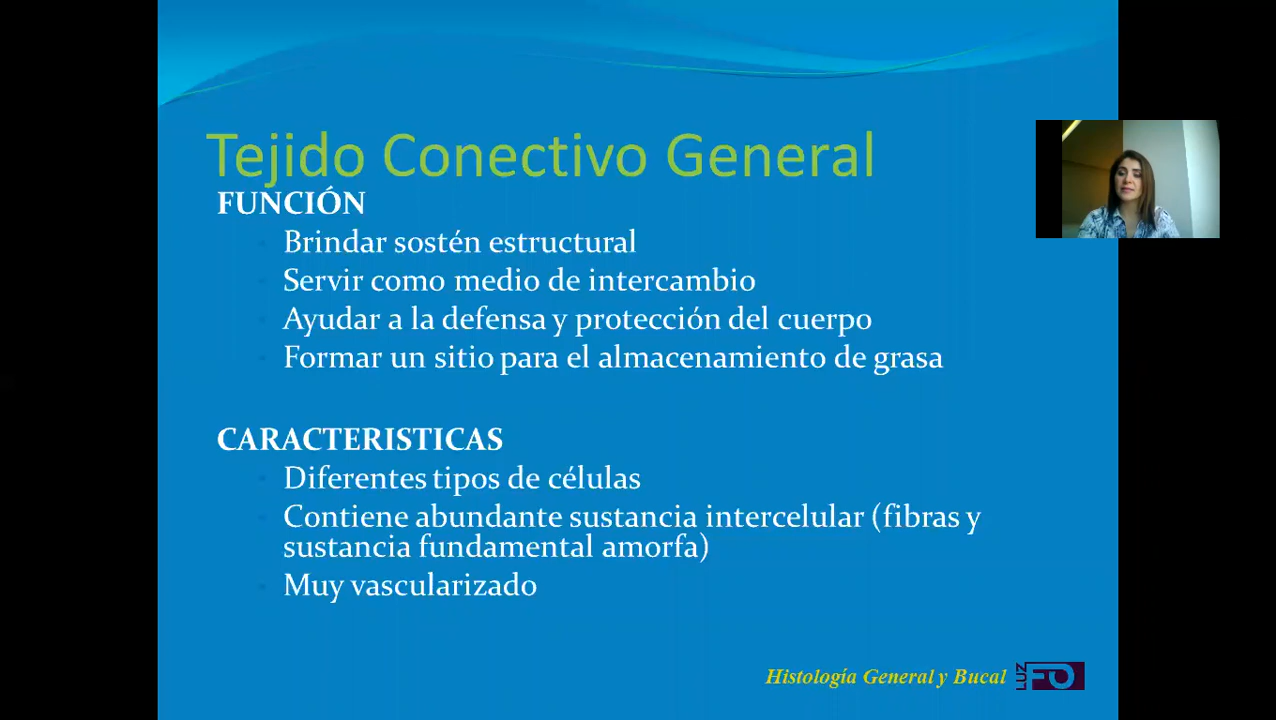 Tejido Conectivo General
FUNCIÓN
Brindar sostén estructural
Servir como medio de intercambio
Ayudar a la defensa y protección del cuerpo
Formar un sitio para el almacenamiento de grasa
CARACTERISTICAS
Diferentes tipos de células
Contiene abundante sustancia intercelular (fibras y
sustancia fundamental amorfa)
Muy vascularizado
Histología General y Bucal
LUZ FO